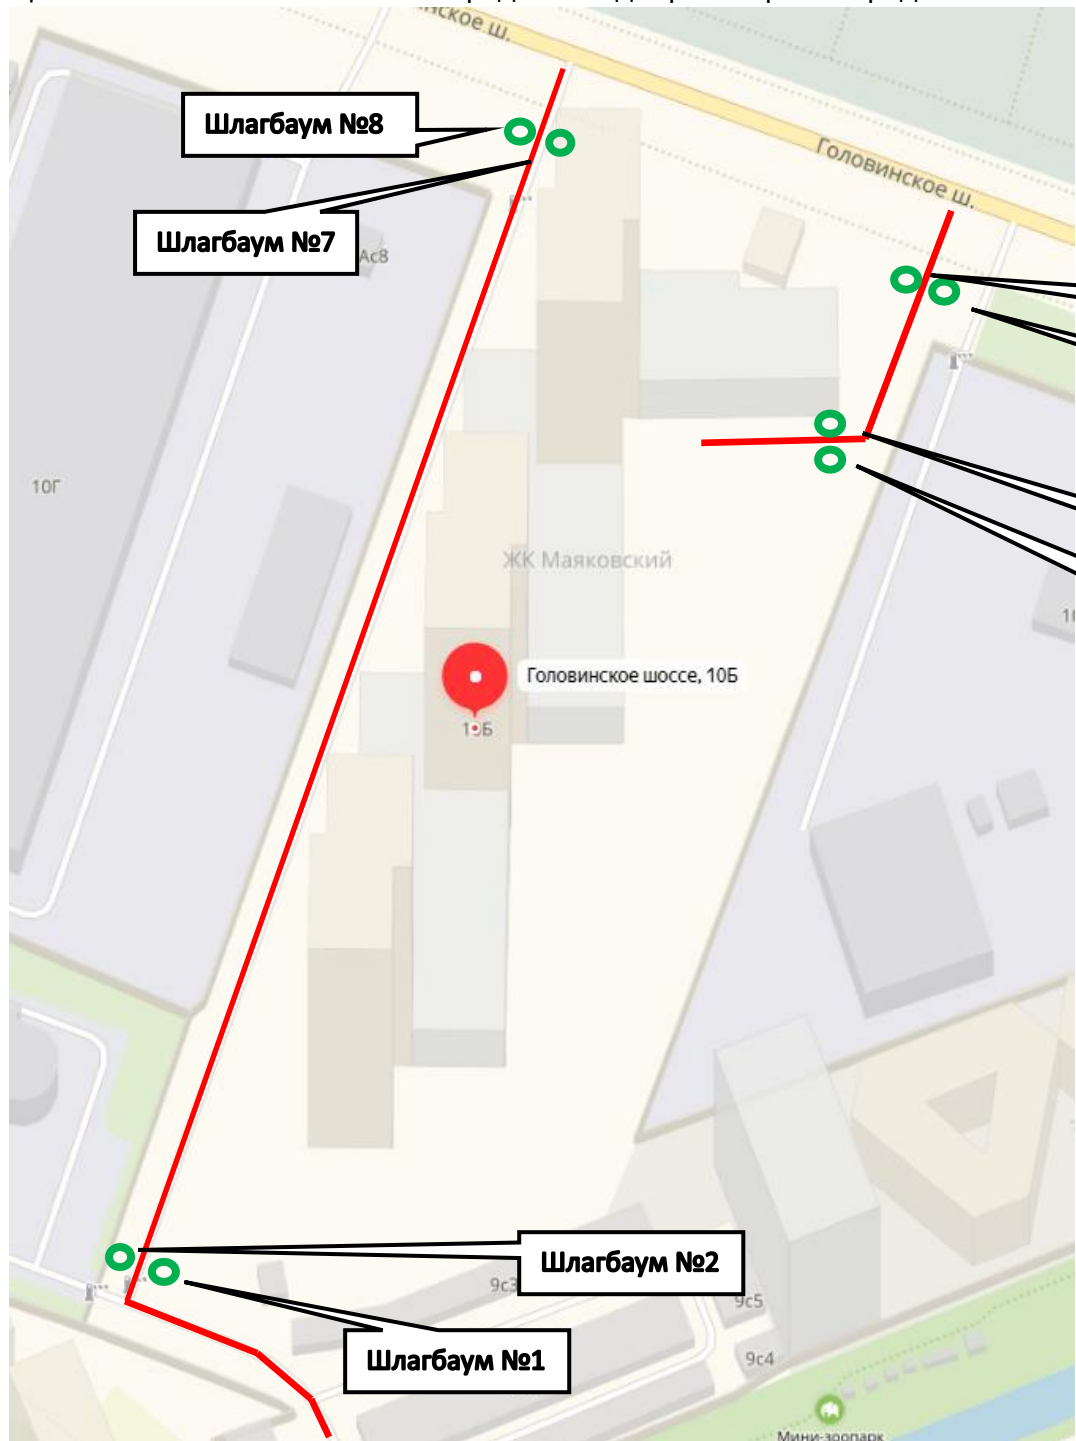 нское ш.
Шлагбаум №8
Головинское ш.
Шлагбаум №7
Ас8
10Г
ЖК Маяковский
Головинское шоссе, 10Б
10Б
Шлагбаум №2
9с3
9с5
Шлагбаум №1
9с4
Мини-зоопарк